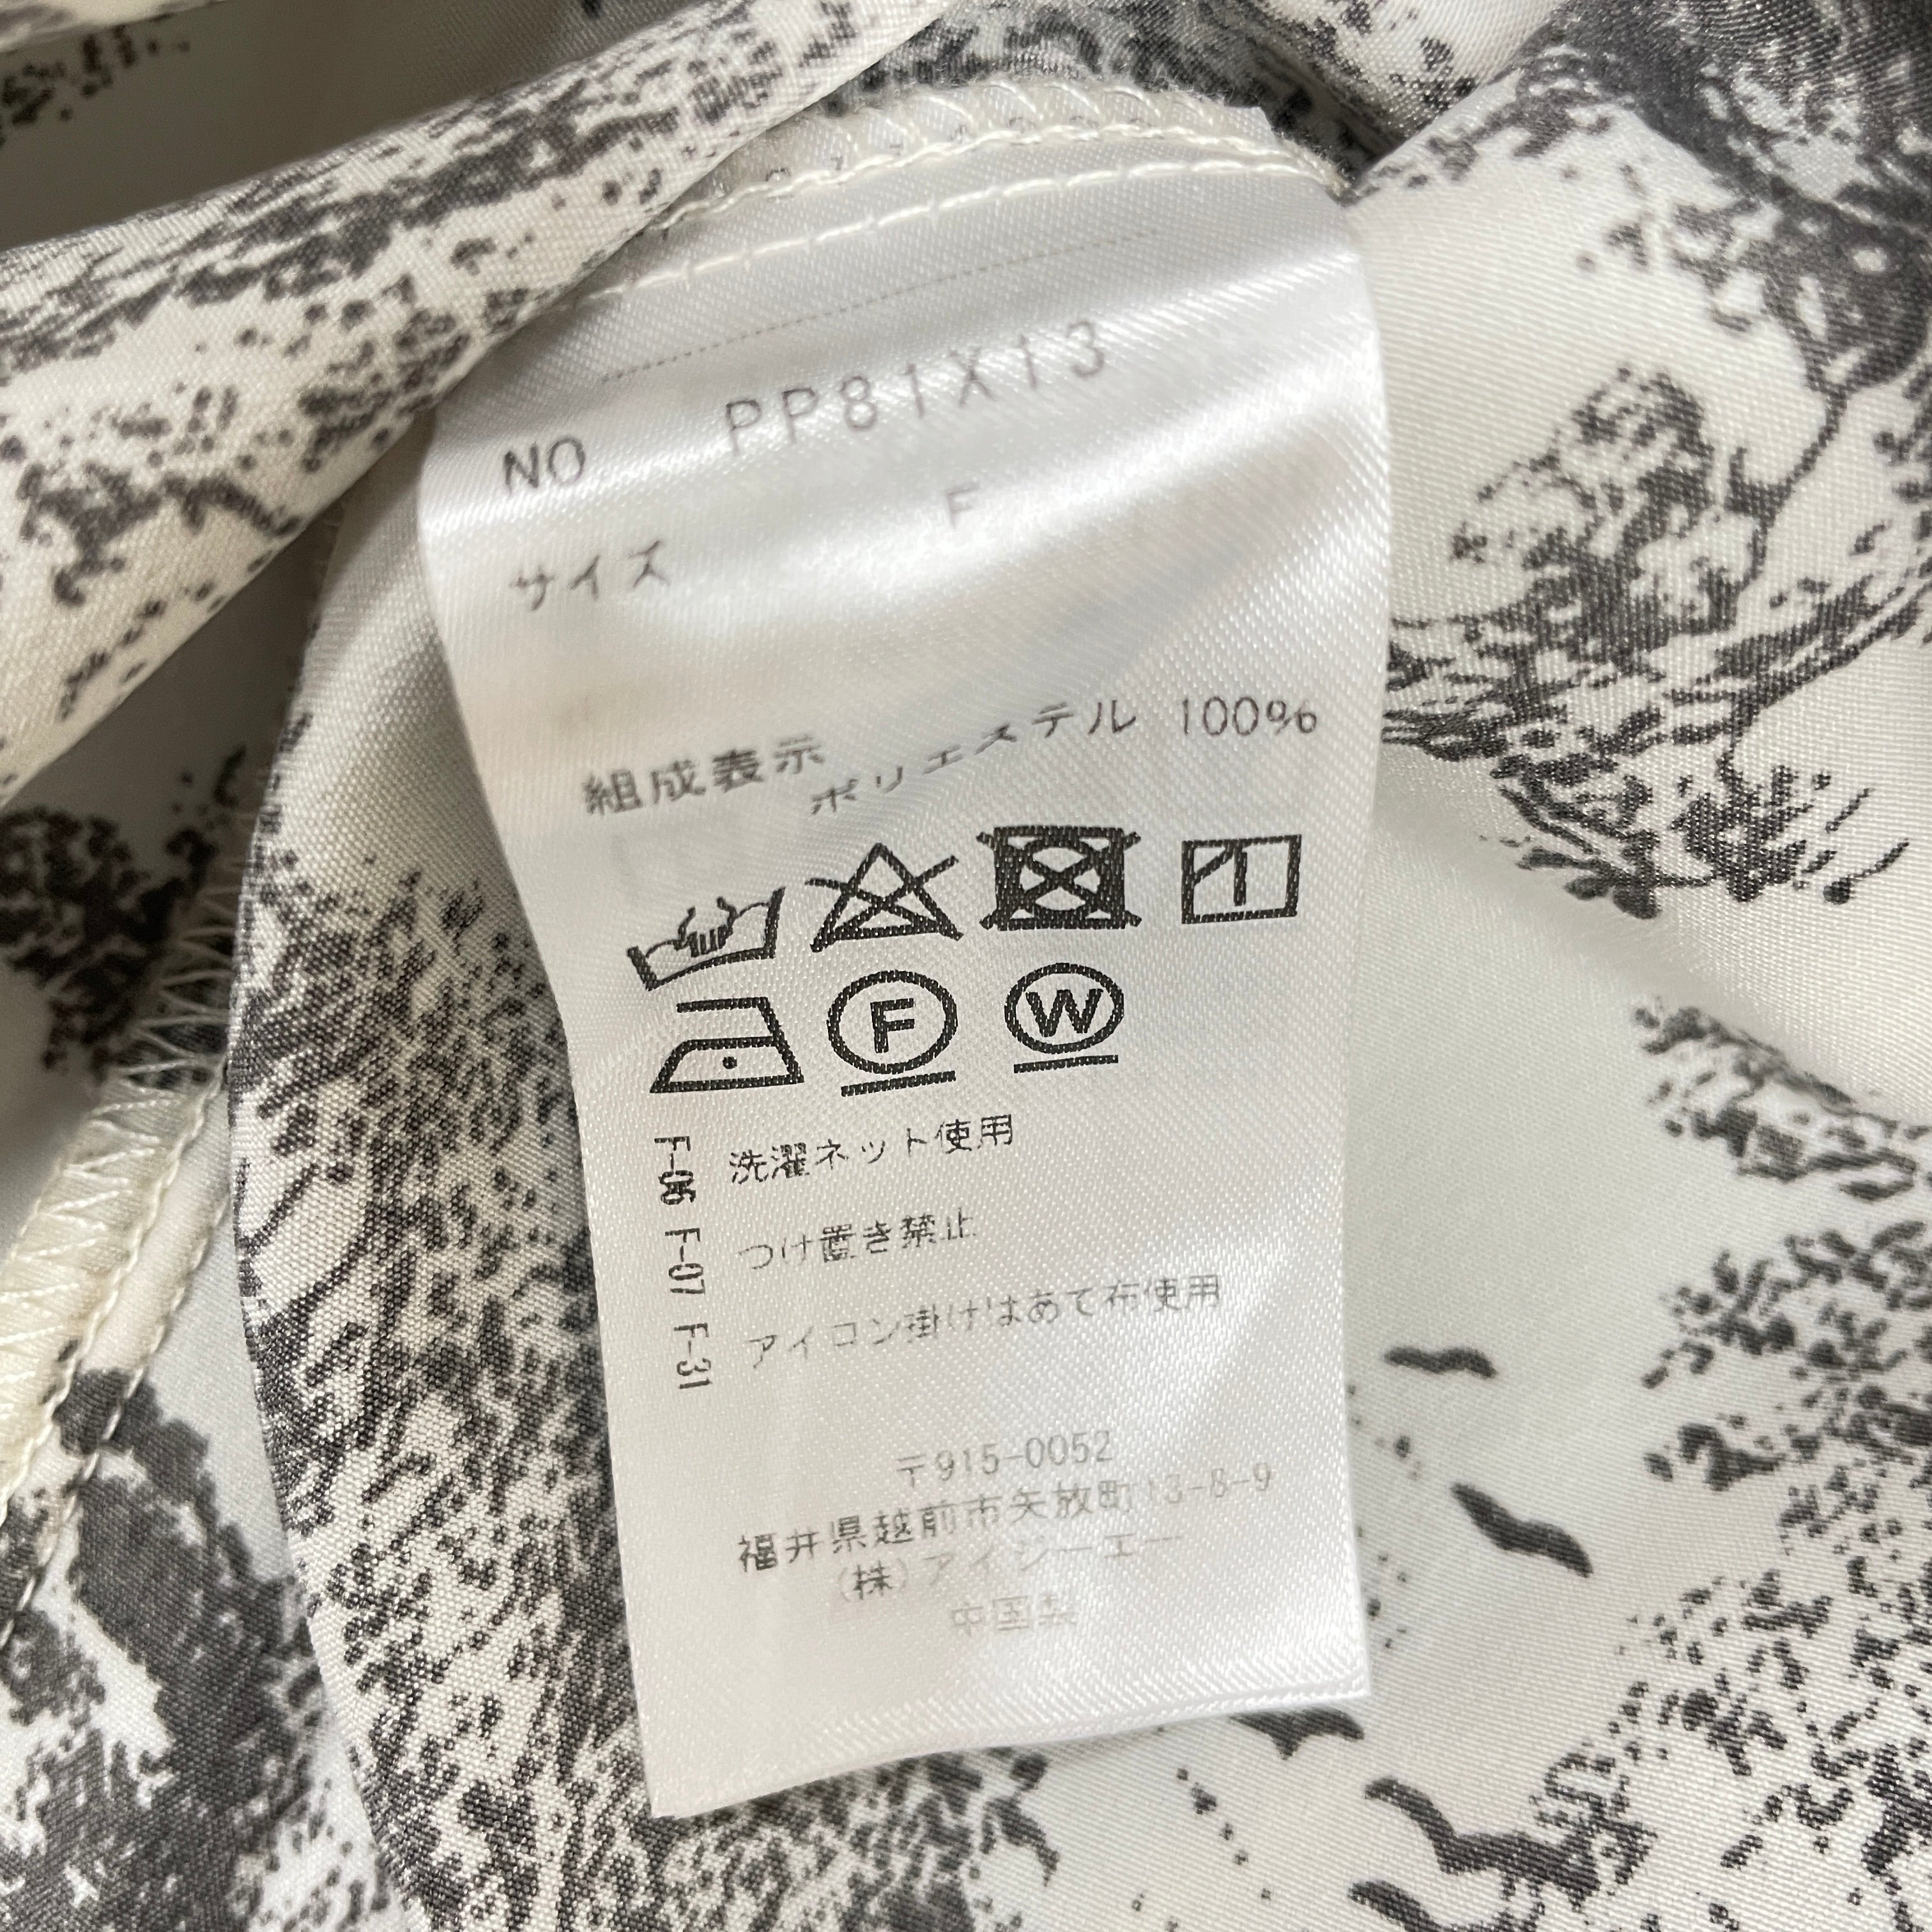 NO PP81X13
サイズ F
組成表示
ポリエステル 100%
F
W
F-06 洗濯ネット使用
F-07 つけ置き禁止
F-31 アイロン掛けはあて布使用
〒915-0052
福井県越前市矢放町13-8-9
(株)アイジーエー
中国製